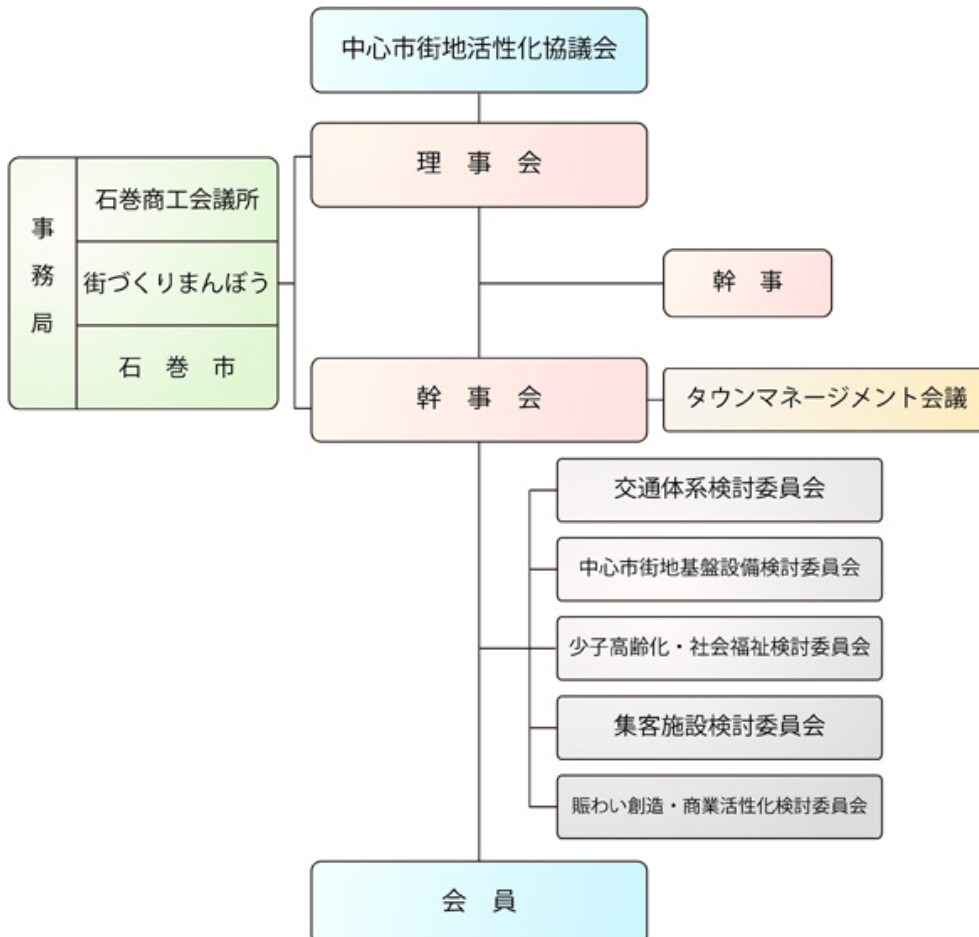 中心市街地活性化協議会
理 事 会
事務局
石巻商工会議所
街づくりまんぼう
石 巻 市
幹 事
幹 事 会
タウンマネージメント会議
交通体系検討委員会
中心市街地基盤設備検討委員会
少子高齢化・社会福祉検討委員会
集客施設検討委員会
賑わい創造・商業活性化検討委員会
会 員